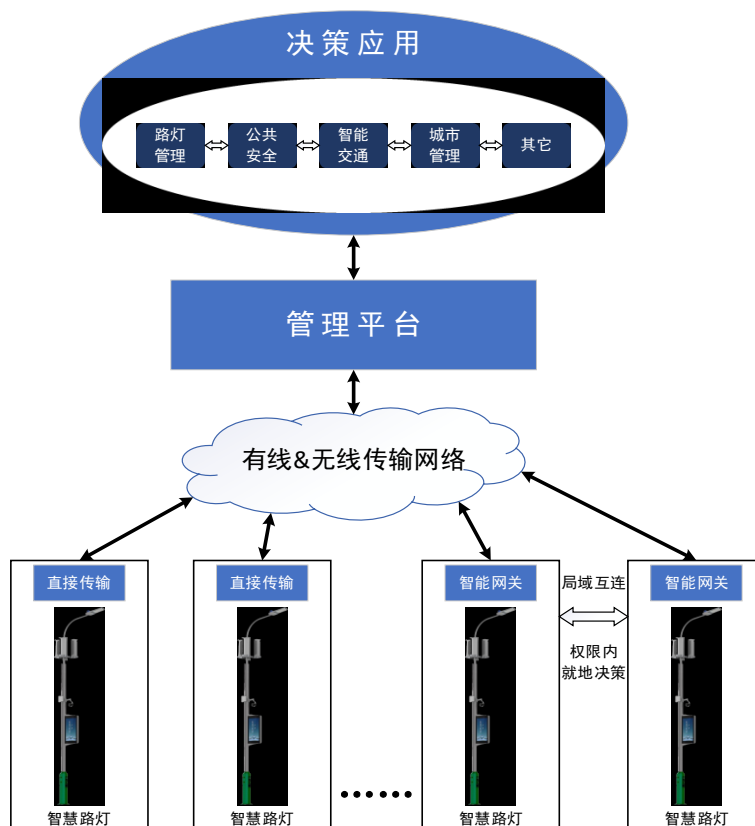 决策应用
路灯
管理
公共
安全
智能
交通
城市
管理
其它
管理平台
有线&无线传输网络
直接传输
直接传输
智能网关
局域互连
智能网关
权限内
就地决策
······
智慧路灯
智慧路灯
智慧路灯
智慧路灯